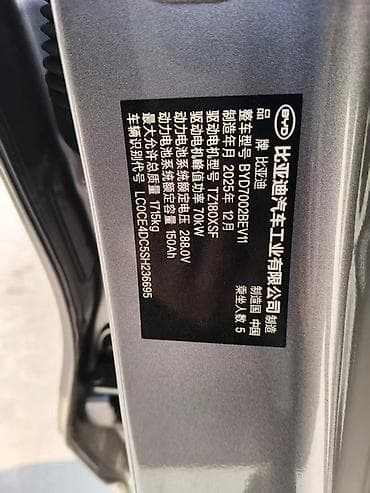 BYD 比亚迪汽车工业有限公司 制造
品牌 比亚迪 制造国 中国
整车型号 BYD7002BEV11 乘坐人数 5
制造年月 2025年 12月
驱动电机型号 TZ180XSF
驱动电机峰值功率 70kW
动力电池系统额定电压 288.0V
动力电池系统额定容量 150Ah
最大允许总质量 1715kg
车辆识别代号 LC0CE4DC5SH236695